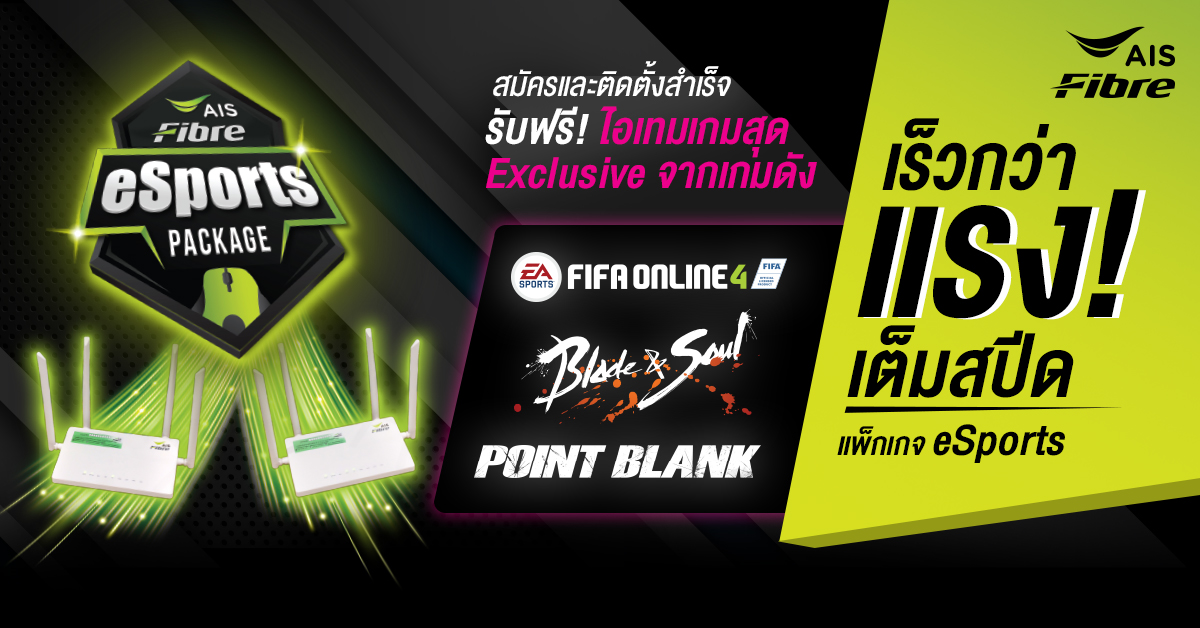 AIS
Fibre
eSports
PACKAGE
สมัครและติดตั้งสำเร็จ
รับฟรี! ไอเทมเกมสุด
Exclusive จากเกมดัง
EA
SPORTS
FIFA ONLINE 4
FIFA
OFFICIAL
LICENSED
PRODUCT
Blade & Soul
POINT BLANK
AIS
Fibre
เร็วกว่า
แรง!
เต็มสปีด
แพ็กเกจ eSports